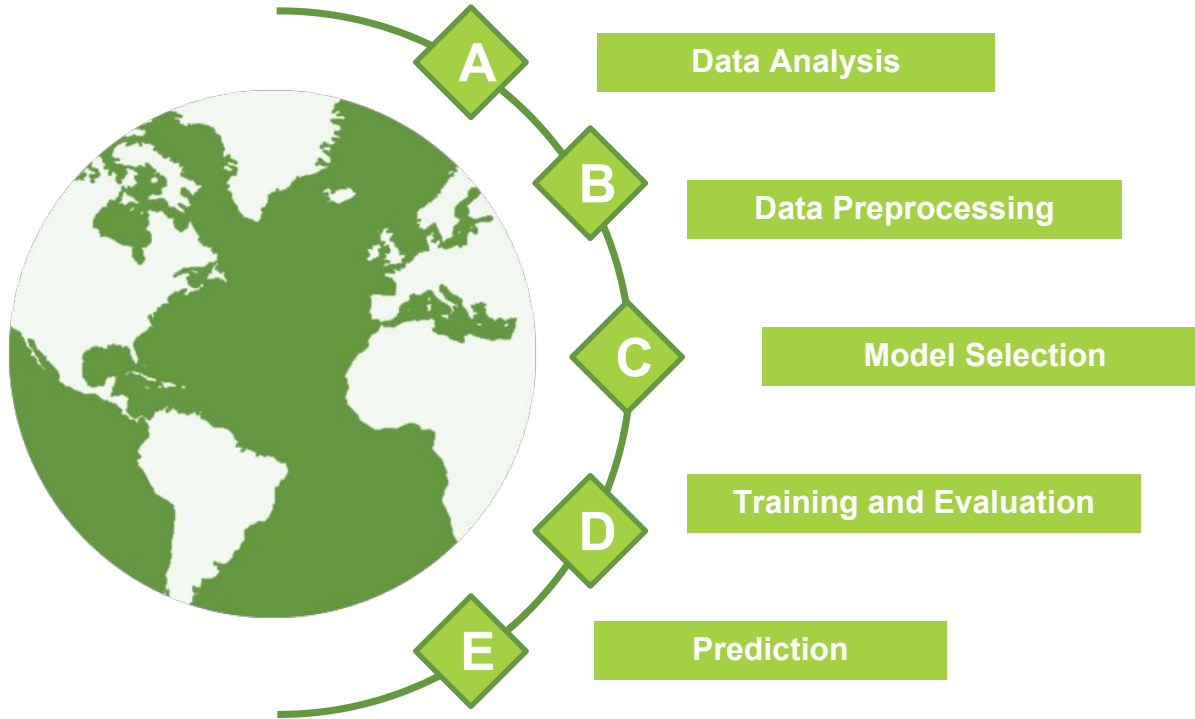 A
Data Analysis
B
Data Preprocessing
C
Model Selection
D
Training and Evaluation
E
Prediction